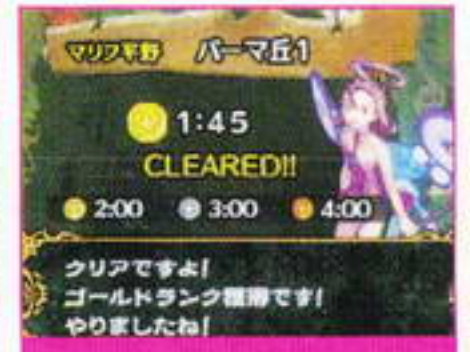 マリフ平野 パーマ丘1
1:45
CLEARED!!
2:00 3:00 4:00
クリアですよ!
ゴールドランク獲得です!
やりましたね!